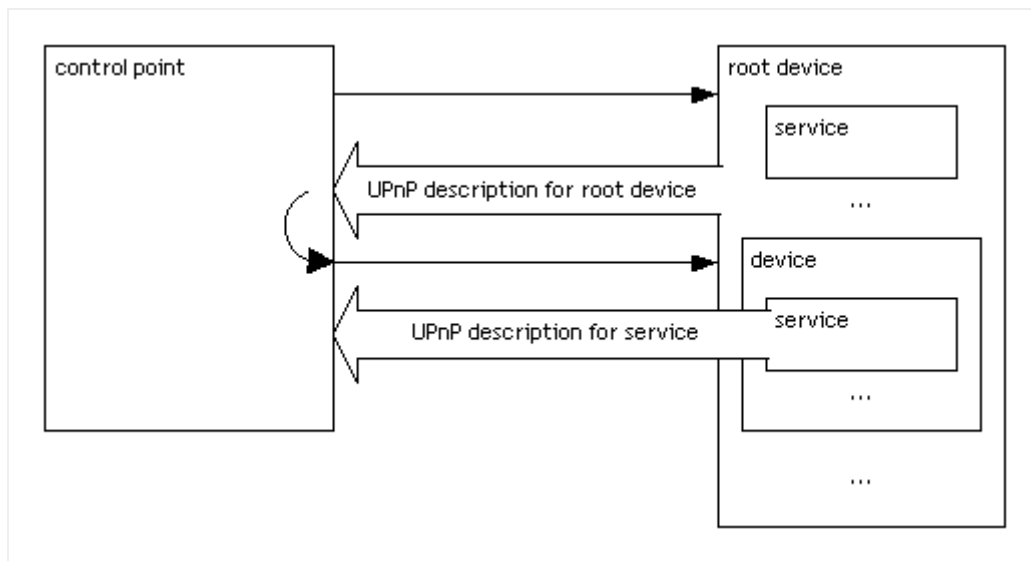 control point
root device
service
UPnP description for root device
...
device
service
UPnP description for service
...
...